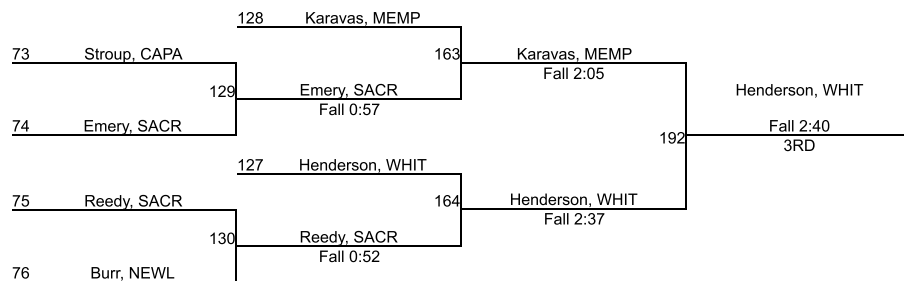 128 Karavas, MEMP
73 Stroup, CAPA
163 Karavas, MEMP
Fall 2:05
129 Emery, SACR
Fall 0:57
Henderson, WHIT
74 Emery, SACR
Fall 2:40
192
3RD
127 Henderson, WHIT
75 Reedy, SACR
164 Henderson, WHIT
Fall 2:37
130 Reedy, SACR
Fall 0:52
76 Burr, NEWL